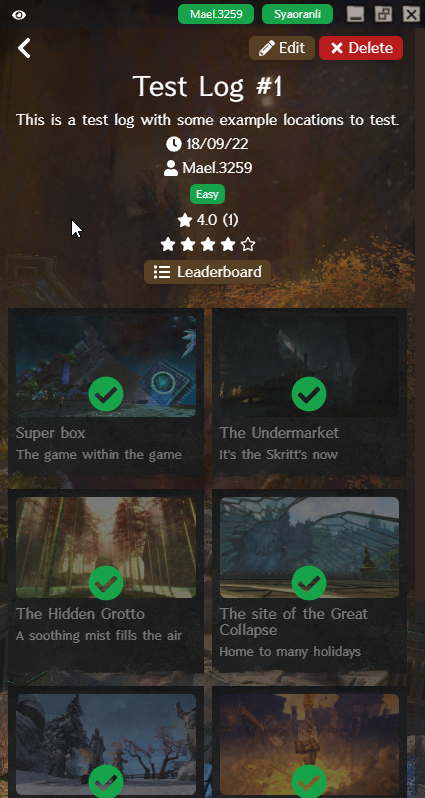 Mael.3259 Syaoranli
Edit Delete
Test Log #1
This is a test log with some example locations to test.
18/09/22
Mael.3259
Easy
4.0 (1)
Leaderboard
Super box
The game within the game
The Undermarket
It's the Skritt's now
The Hidden Grotto
A soothing mist fills the air
The site of the Great
Collapse
Home to many holidays